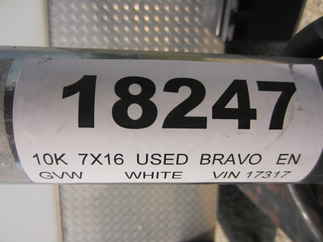 18247
10K 7X16 USED BRAVO EN
GVW WHITE VIN 17317